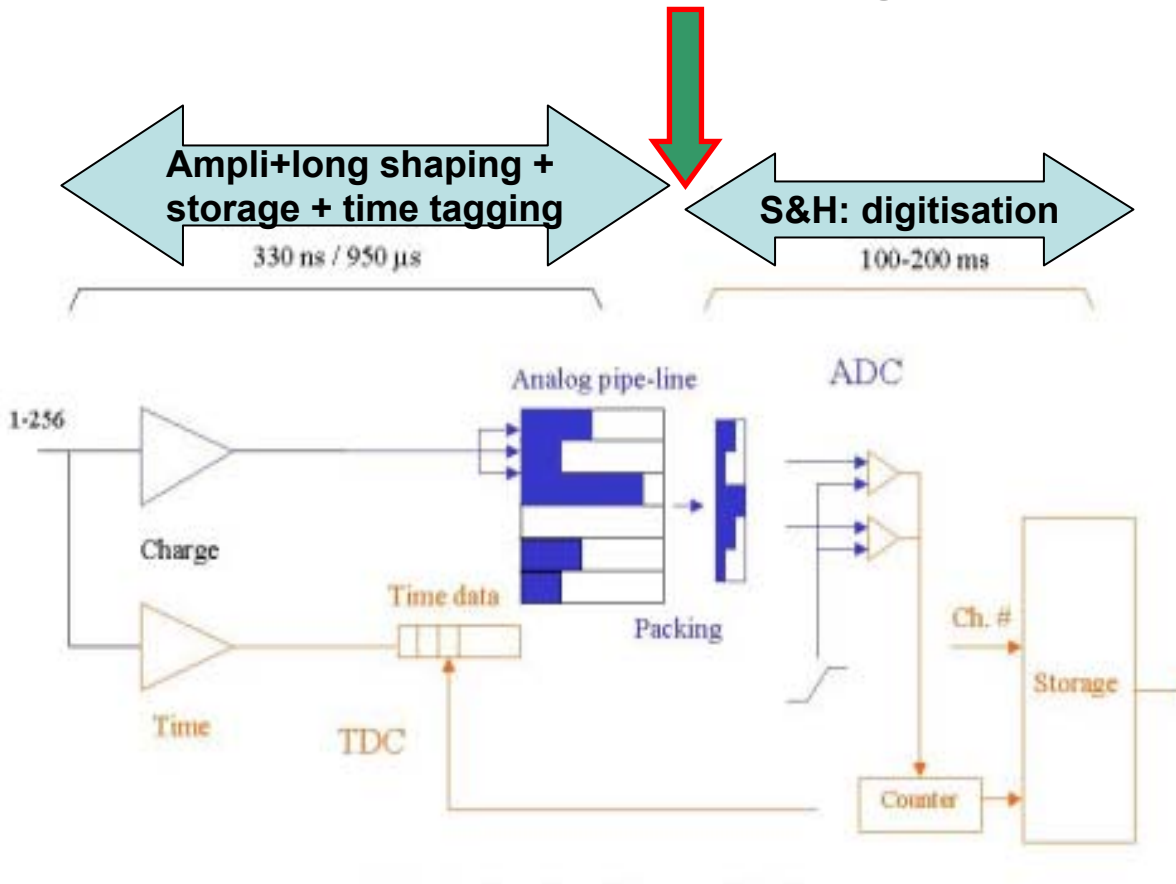 Ampli+long shaping +
storage + time tagging
S&H: digitisation
330 ns / 950 μs
100-200 ms
Analog pipe-line
ADC
1-256
Charge
Time data
Packing
Ch. #
Storage
Time
TDC
Counter